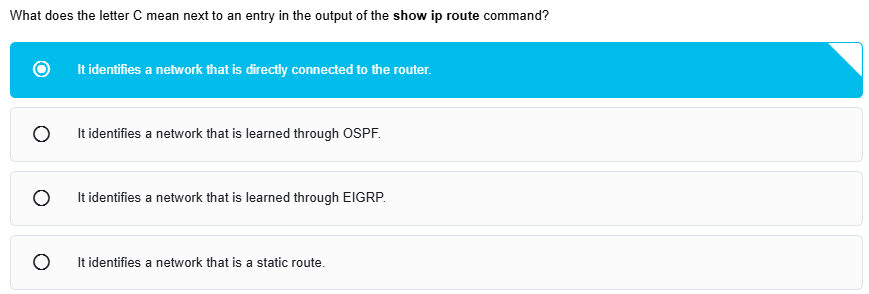 What does the letter C mean next to an entry in the output of the show ip route command?
It identifies a network that is directly connected to the router.
It identifies a network that is learned through OSPF.
It identifies a network that is learned through EIGRP.
It identifies a network that is a static route.